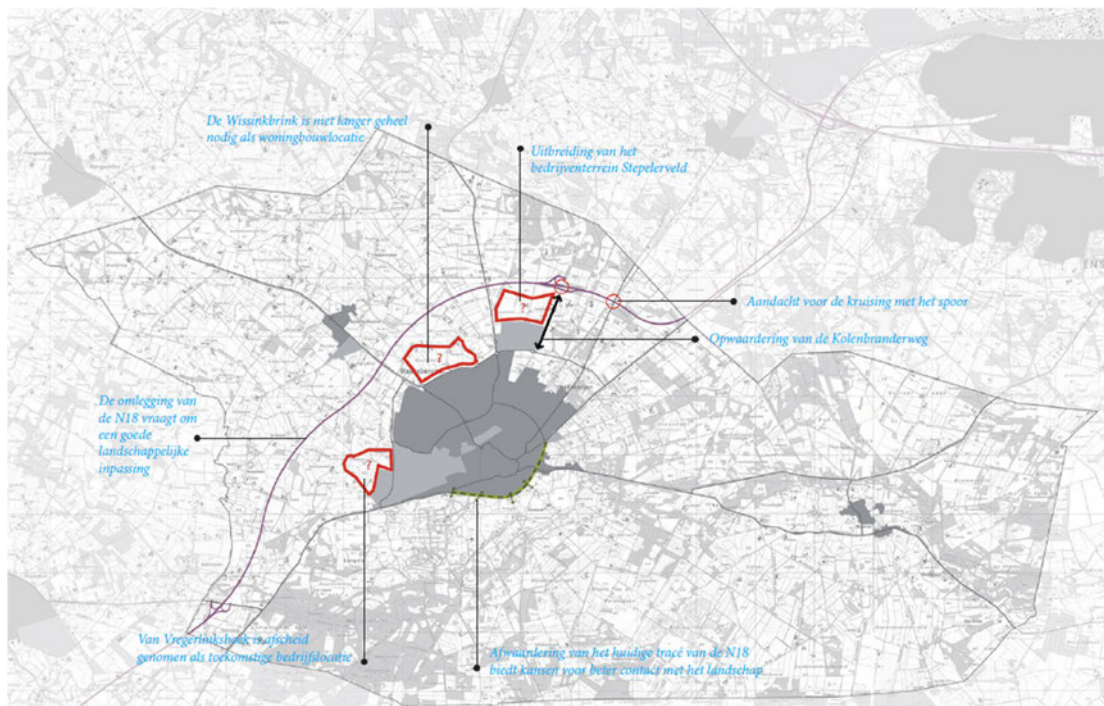 De Wissinkbrink is niet langer geheel
nodig als woningbouwlocatie
Uitbreiding van het
bedrijventerrein Stepelerveld
?
Aandacht voor de kruising met het spoor
Opwaardering van de Kolenbranderweg
?
De omlegging van
de N18 vraagt om
een goede
landschappelijke
inpassing
?
Van Vregerlinkshoek is afscheid
genomen als toekomstige bedrijfslocatie
Afwaardering van het huidige tracé van de N18
biedt kansen voor beter contact met het landschap